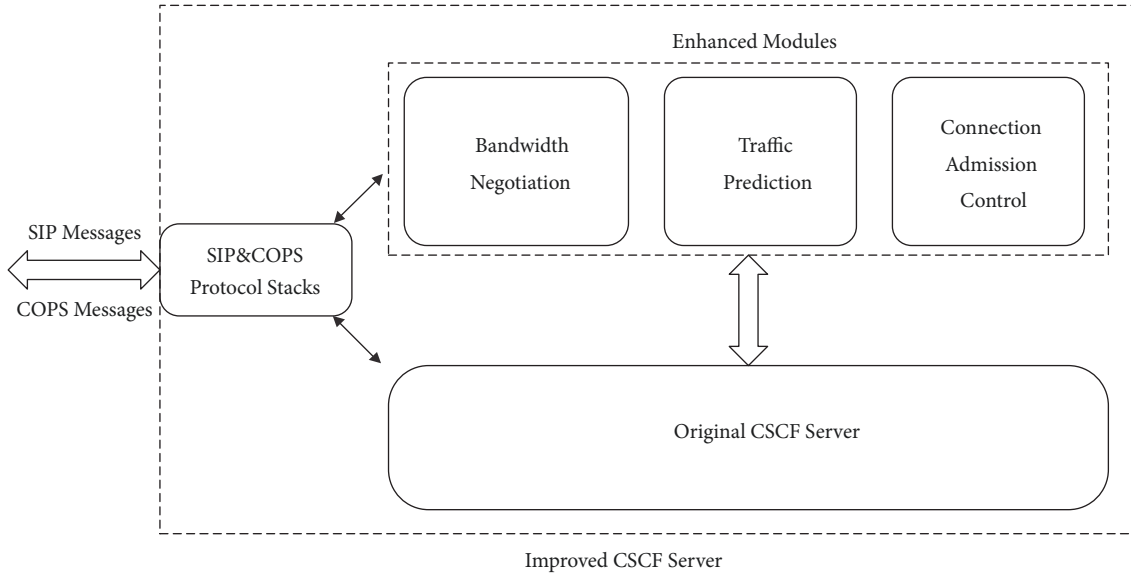 Enhanced Modules
Bandwidth
Negotiation
Traffic
Prediction
Connection
Admission
Control
SIP Messages
COPS Messages
SIP&COPS
Protocol Stacks
Original CSCF Server
Improved CSCF Server